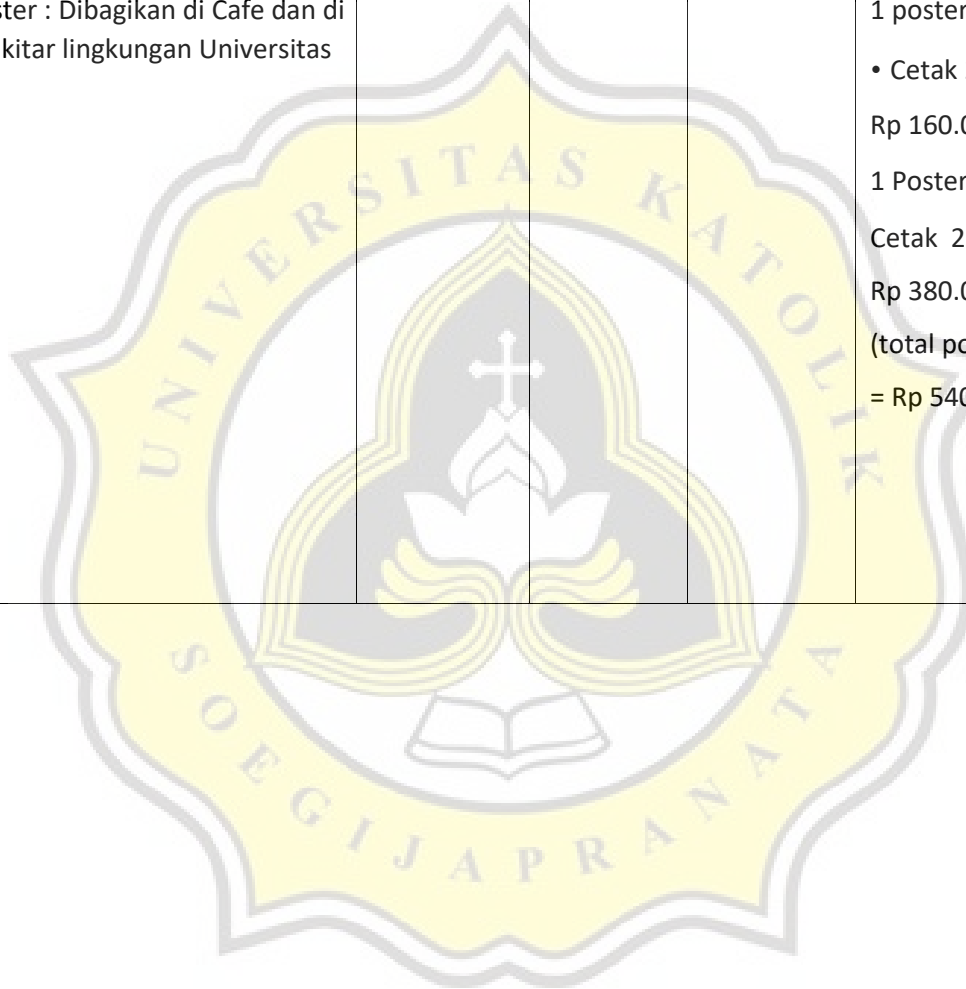 ster : Dibagikan di Cafe dan di
kitar lingkungan Universitas
1 poster
• Cetak
Rp 160.0
1 Poster
Cetak 2
Rp 380.0
(total po
= Rp 540
UNIVERSITAS KATOLIK
SOEGIJAPRANATA